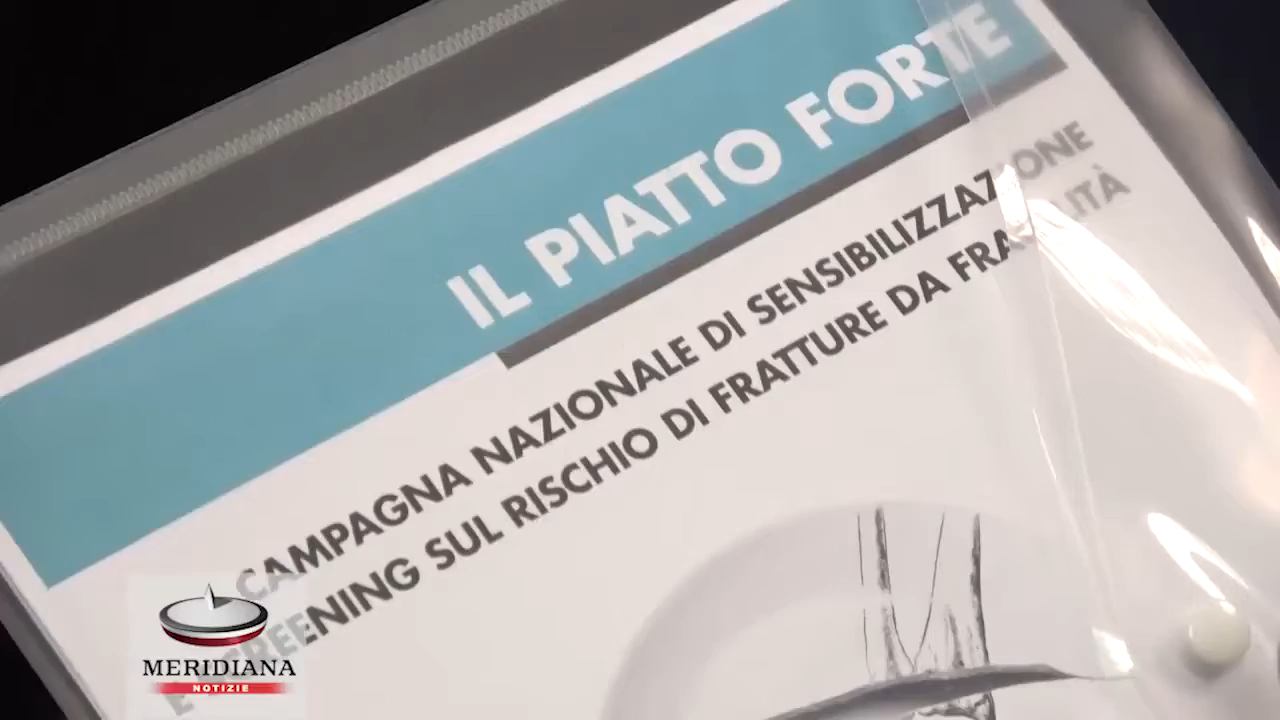 IL PIATTO FORTE
CAMPAGNA NAZIONALE DI SENSIBILIZZAZIONE
E SCREENING SUL RISCHIO DI FRATTURE DA FRAGILITÀ
MERIDIANA
NOTIZIE